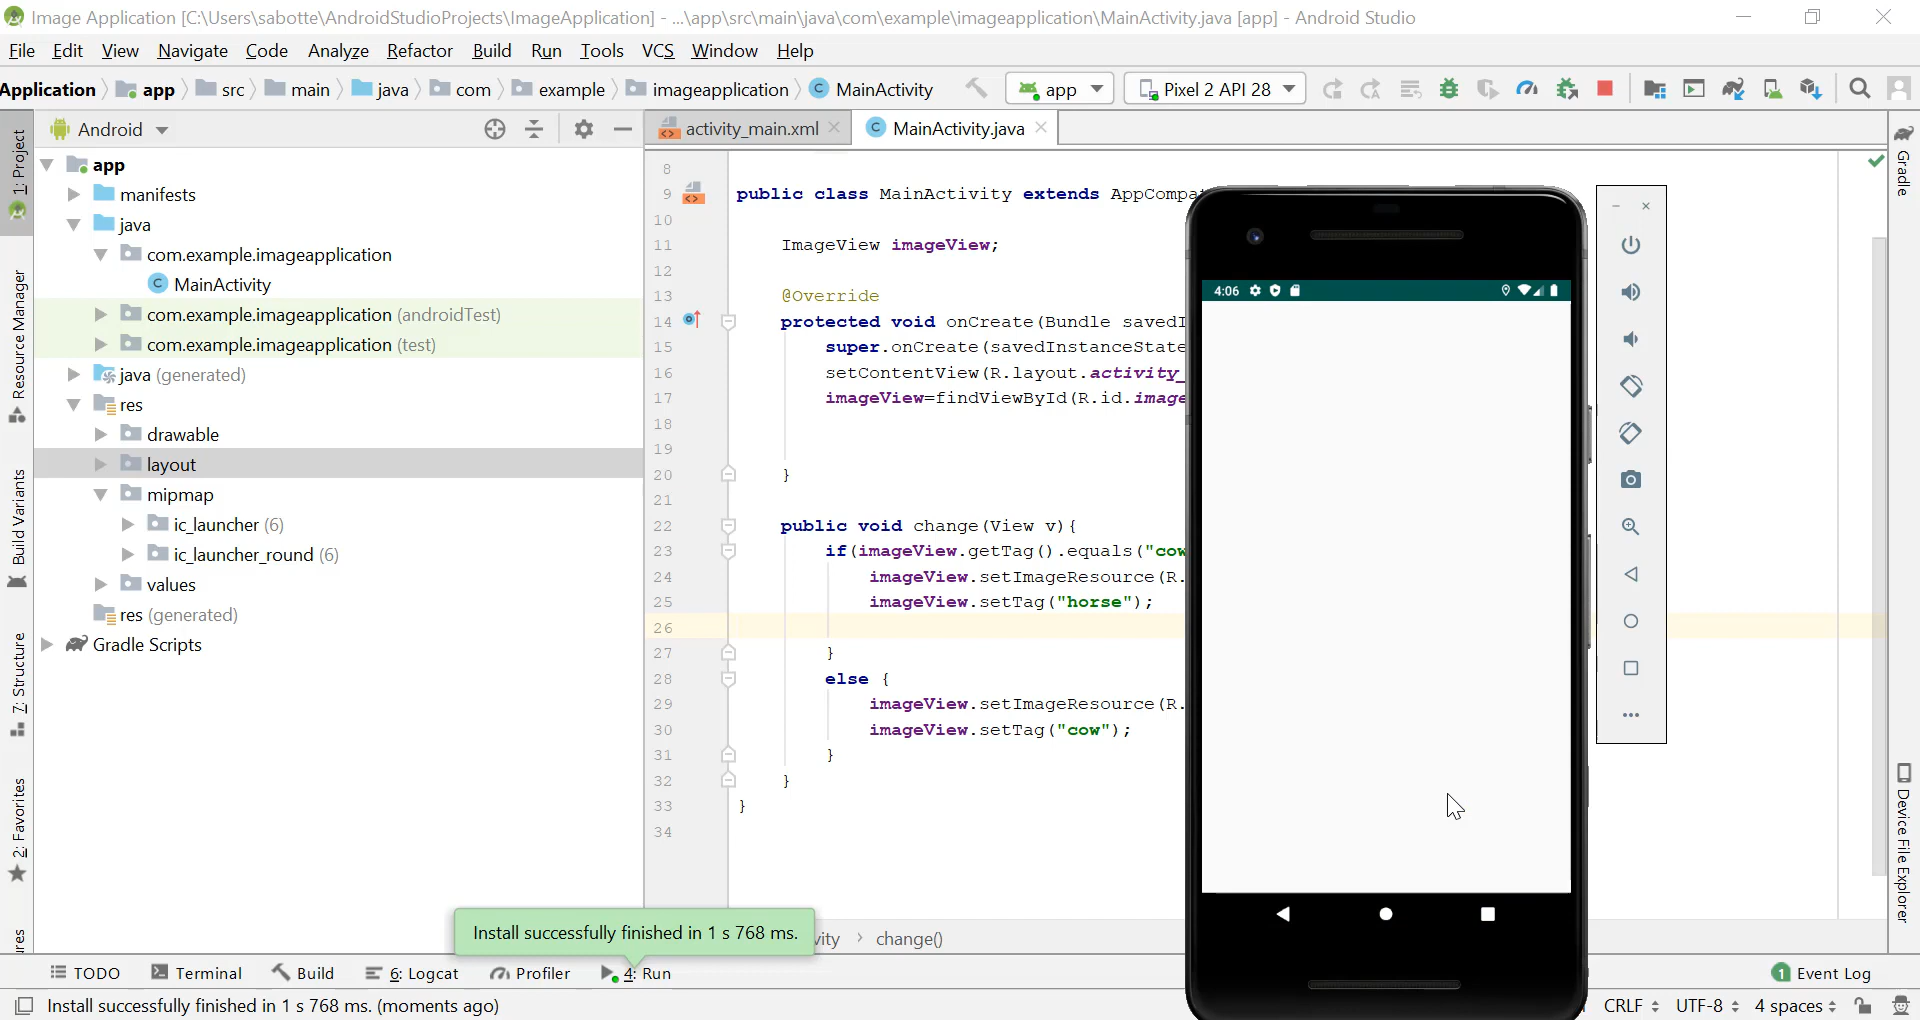 Image Application [C:\Users\sabotte\AndroidStudioProjects\ImageApplication] - ...\app\src\main\java\com\example\imageapplication\MainActivity.java [app] - Android Studio
File Edit View Navigate Code Analyze Refactor Build Run Tools VCS Window Help
Application app src main java com example imageapplication MainActivity app Pixel 2 API 28
Android
activity_main.xml MainActivity.java
1: Project
Resource Manager
Build Variants
7: Structure
2: Favorites
app
manifests
java
com.example.imageapplication
MainActivity
com.example.imageapplication (androidTest)
com.example.imageapplication (test)
java (generated)
res
drawable
layout
mipmap
ic_launcher (6)
ic_launcher_round (6)
values
res (generated)
Gradle Scripts
8
9 public class MainActivity extends AppCompa
10
11 ImageView imageView;
12
13 @Override
14 protected void onCreate(Bundle savedI
15 super.onCreate(savedInstanceState
16 setContentView(R.layout.activity_
17 imageView=findViewById(R.id.image
18
19
20 }
21
22 public void change(View v){
23 if(imageView.getTag().equals("cow
24 imageView.setImageResource(R.
25 imageView.setTag("horse");
26
27 }
28 else {
29 imageView.setImageResource(R.
30 imageView.setTag("cow");
31 }
32 }
33 }
34
4:06
Gradle
Device File Explorer
Install successfully finished in 1 s 768 ms.
vity › change()
TODO Terminal Build 6: Logcat Profiler 4: Run 1 Event Log
Install successfully finished in 1 s 768 ms. (moments ago) CRLF UTF-8 4 spaces